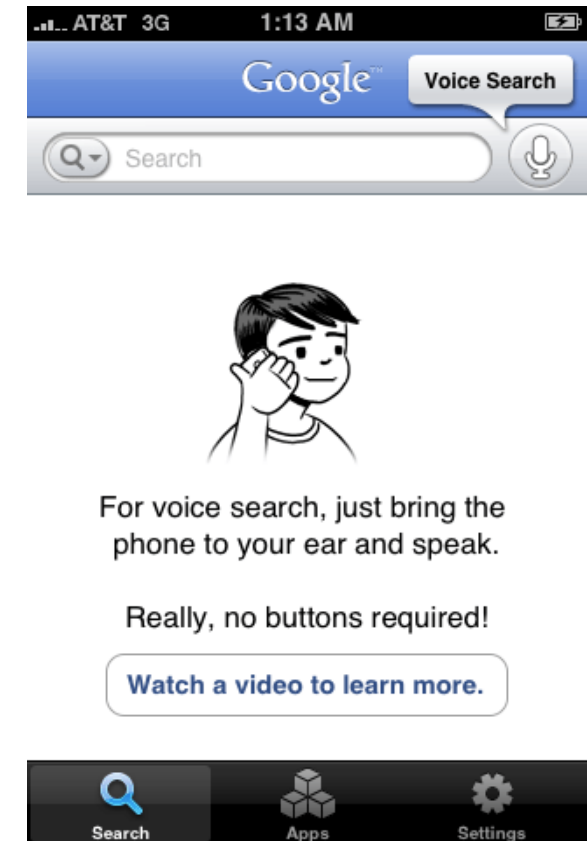 AT&T 3G 1:13 AM
Google™
Voice Search
Search
For voice search, just bring the
phone to your ear and speak.
Really, no buttons required!
Watch a video to learn more.
Search Apps Settings